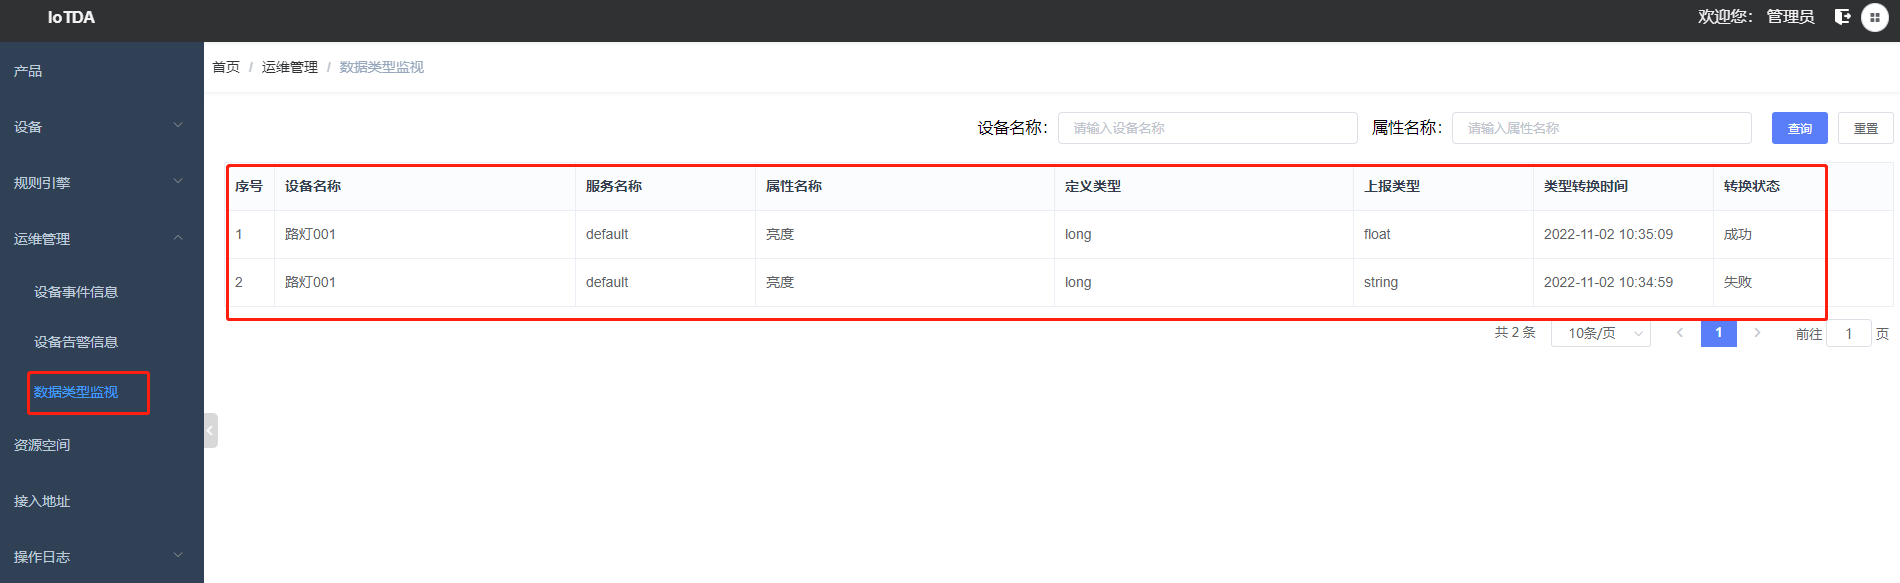 IoTDA
欢迎您： 管理员
产品
设备
规则引擎
运维管理
设备事件信息
设备告警信息
数据类型监视
资源空间
接入地址
操作日志
首页 / 运维管理 / 数据类型监视
设备名称： 请输入设备名称 属性名称： 请输入属性名称 查询 重置
序号 设备名称 服务名称 属性名称 定义类型 上报类型 类型转换时间 转换状态
1 路灯001 default 亮度 long float 2022-11-02 10:35:09 成功
2 路灯001 default 亮度 long string 2022-11-02 10:34:59 失败
共 2 条 10条/页 1 前往 1 页